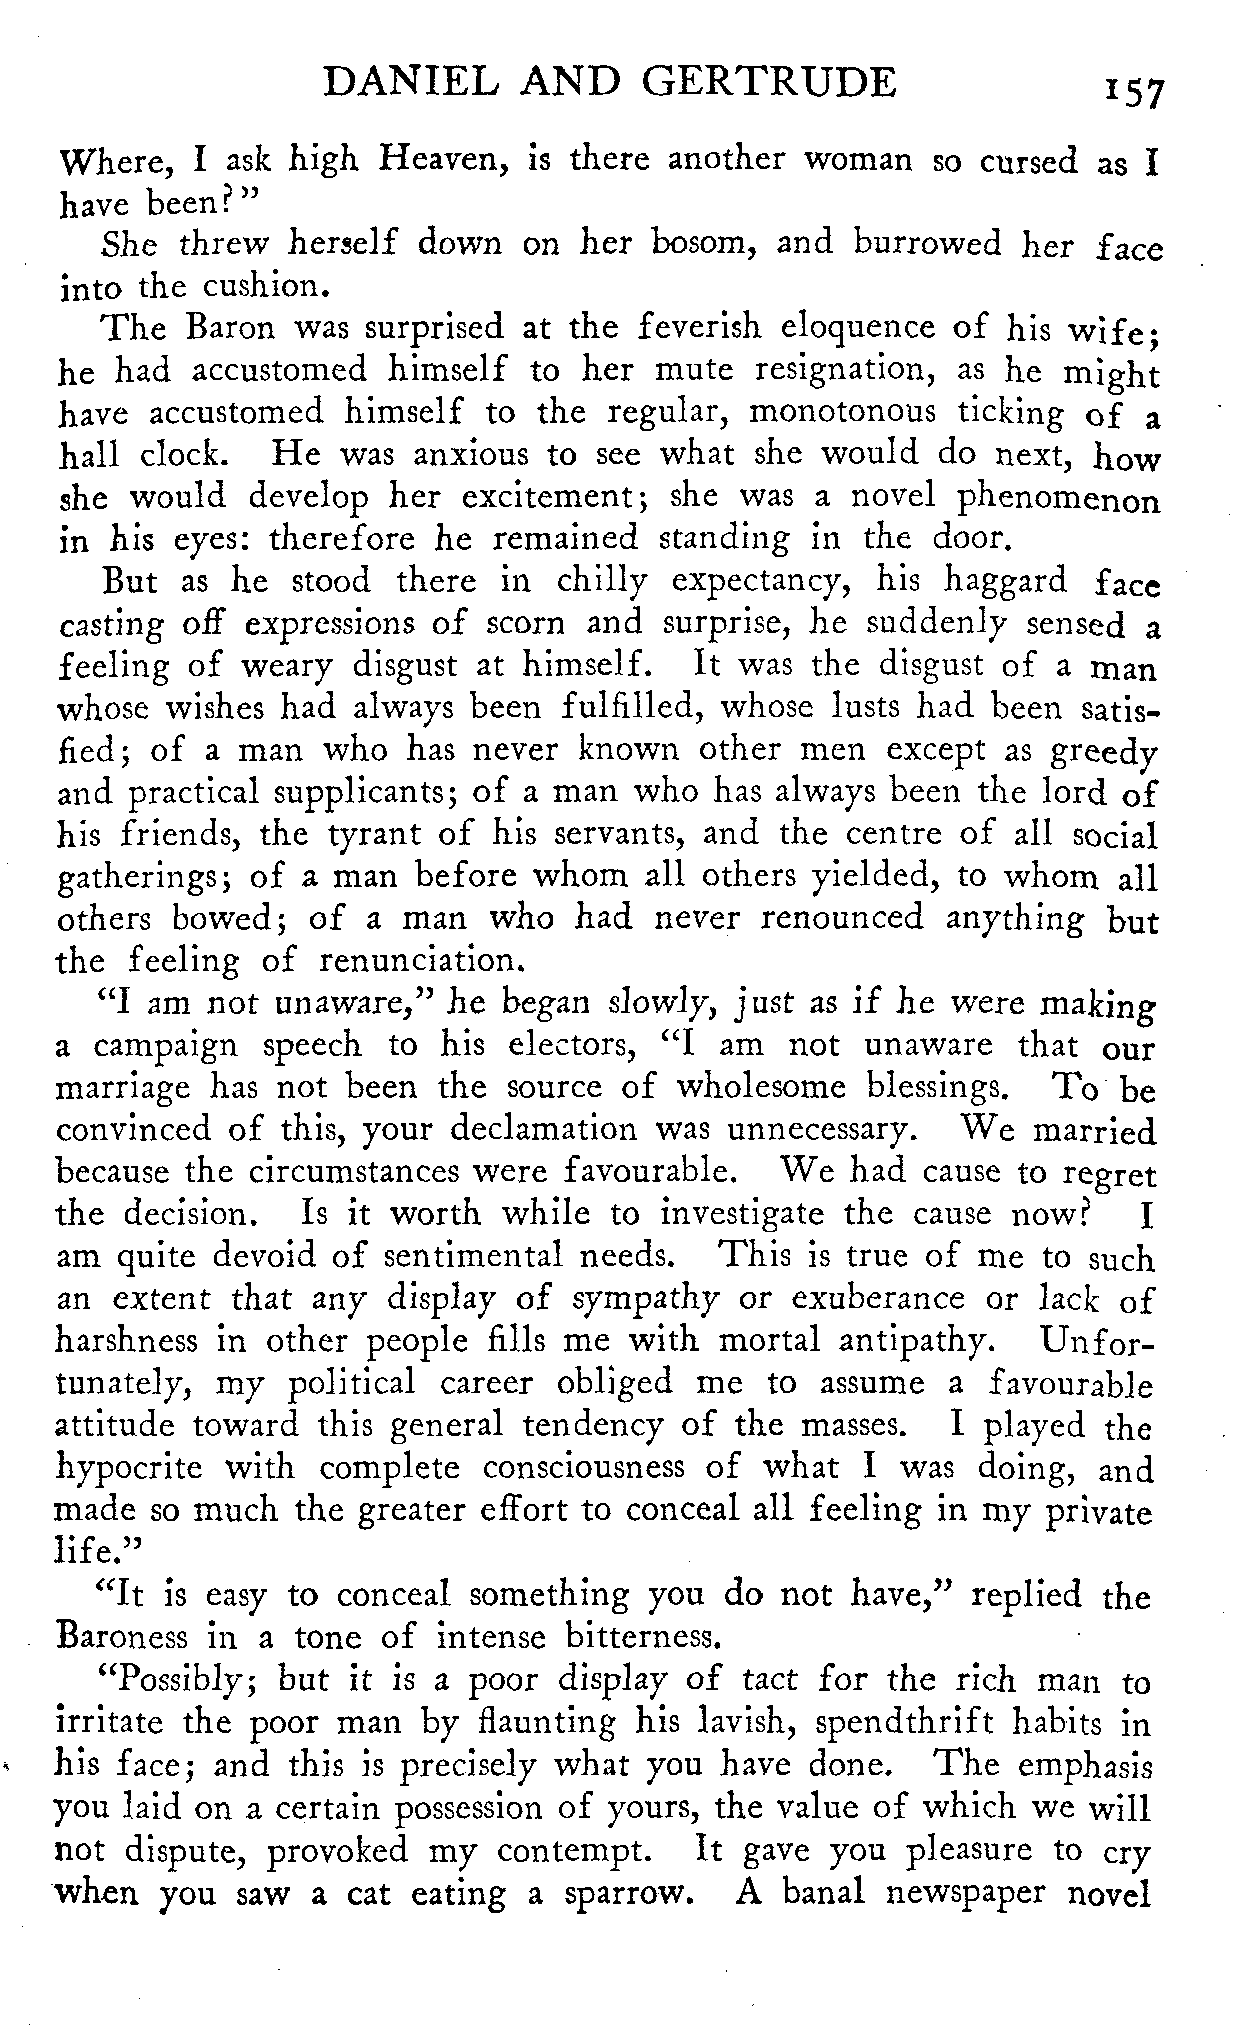 DANIEL AND GERTRUDE 157
Where, I ask high Heaven, is there another woman so cursed as I
have been?"
She threw herself down on her bosom, and burrowed her face
into the cushion.
The Baron was surprised at the feverish eloquence of his wife;
he had accustomed himself to her mute resignation, as he might
have accustomed himself to the regular, monotonous ticking of a
hall clock. He was anxious to see what she would do next, how
she would develop her excitement; she was a novel phenomenon
in his eyes: therefore he remained standing in the door.
But as he stood there in chilly expectancy, his haggard face
casting off expressions of scorn and surprise, he suddenly sensed a
feeling of weary disgust at himself. It was the disgust of a man
whose wishes had always been fulfilled, whose lusts had been satis-
fied; of a man who has never known other men except as greedy
and practical supplicants; of a man who has always been the lord of
his friends, the tyrant of his servants, and the centre of all social
gatherings; of a man before whom all others yielded, to whom all
others bowed; of a man who had never renounced anything but
the feeling of renunciation.
"I am not unaware," he began slowly, just as if he were making
a campaign speech to his electors, "I am not unaware that our
marriage has not been the source of wholesome blessings. To be
convinced of this, your declamation was unnecessary. We married
because the circumstances were favourable. We had cause to regret
the decision. Is it worth while to investigate the cause now? I
am quite devoid of sentimental needs. This is true of me to such
an extent that any display of sympathy or exuberance or lack of
harshness in other people fills me with mortal antipathy. Unfor-
tunately, my political career obliged me to assume a favourable
attitude toward this general tendency of the masses. I played the
hypocrite with complete consciousness of what I was doing, and
made so much the greater effort to conceal all feeling in my private
life."
"It is easy to conceal something you do not have," replied the
Baroness in a tone of intense bitterness.
"Possibly; but it is a poor display of tact for the rich man to
irritate the poor man by flaunting his lavish, spendthrift habits in
his face; and this is precisely what you have done. The emphasis
you laid on a certain possession of yours, the value of which we will
not dispute, provoked my contempt. It gave you pleasure to cry
when you saw a cat eating a sparrow. A banal newspaper novel